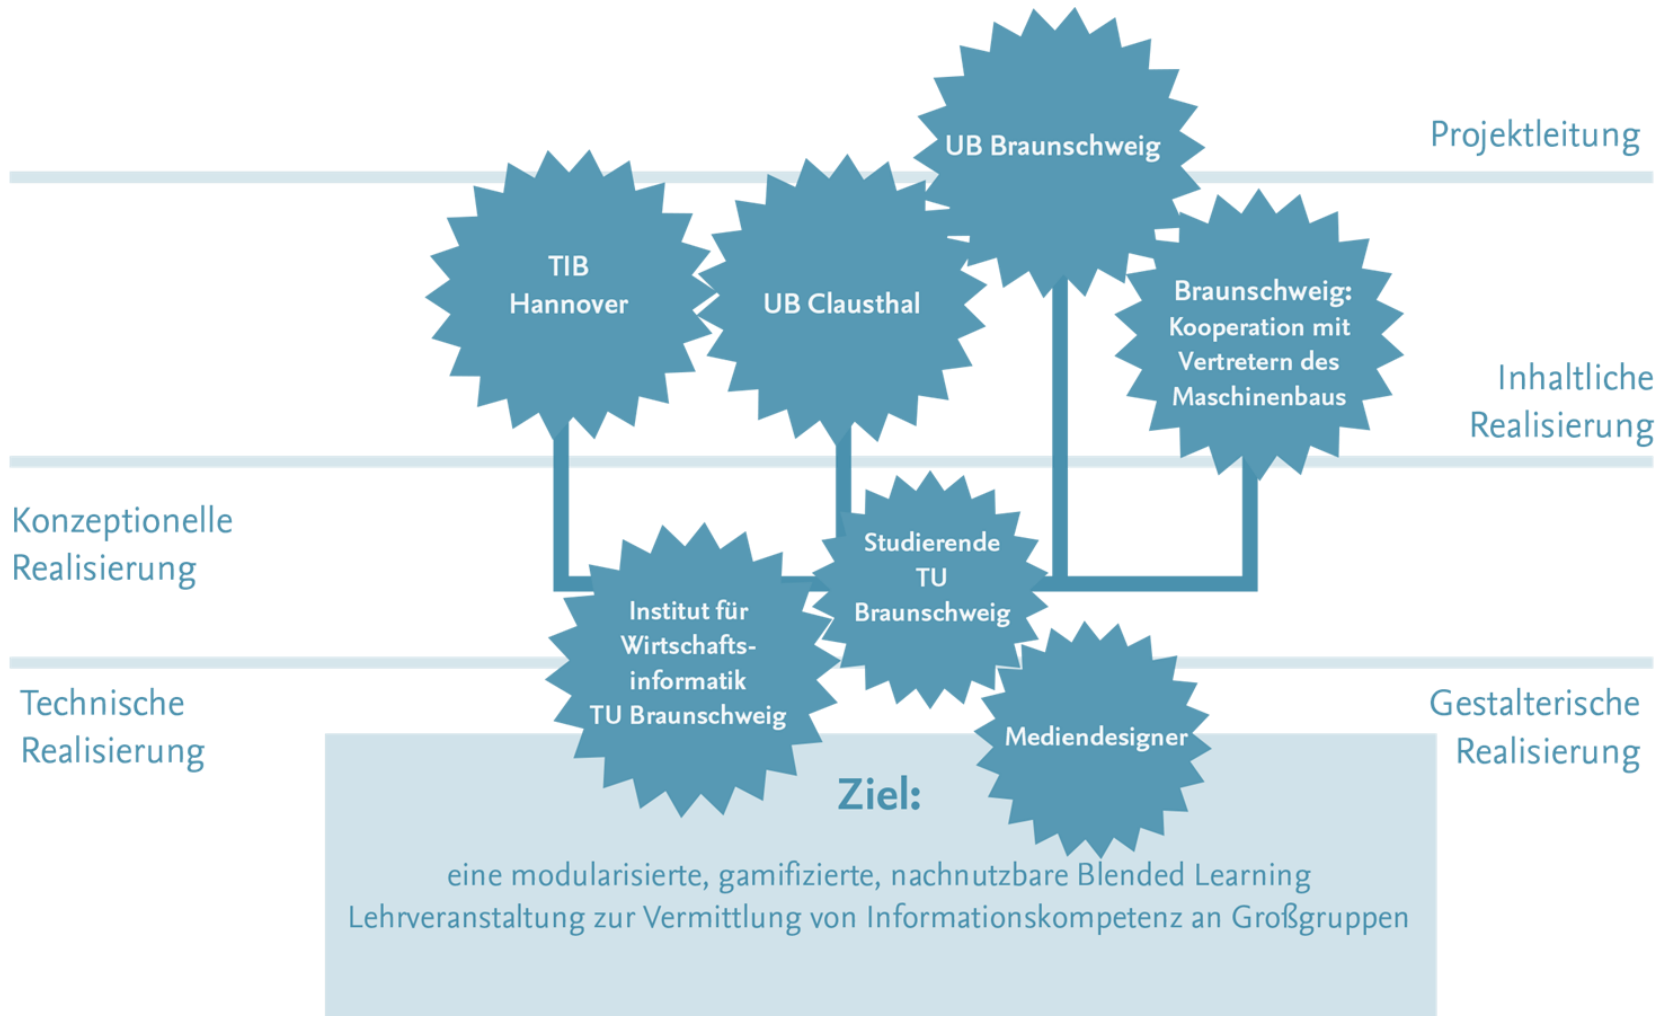 UB Braunschweig
Projektleitung
TIB
Hannover
UB Clausthal
Braunschweig:
Kooperation mit
Vertretern des
Maschinenbaus
Inhaltliche
Realisierung
Konzeptionelle
Realisierung
Studierende
TU
Braunschweig
Institut für
Wirtschafts-
informatik
TU Braunschweig
Technische
Realisierung
Mediendesigner
Gestalterische
Realisierung
Ziel:
eine modularisierte, gamifizierte, nachnutzbare Blended Learning
Lehrveranstaltung zur Vermittlung von Informationskompetenz an Großgruppen